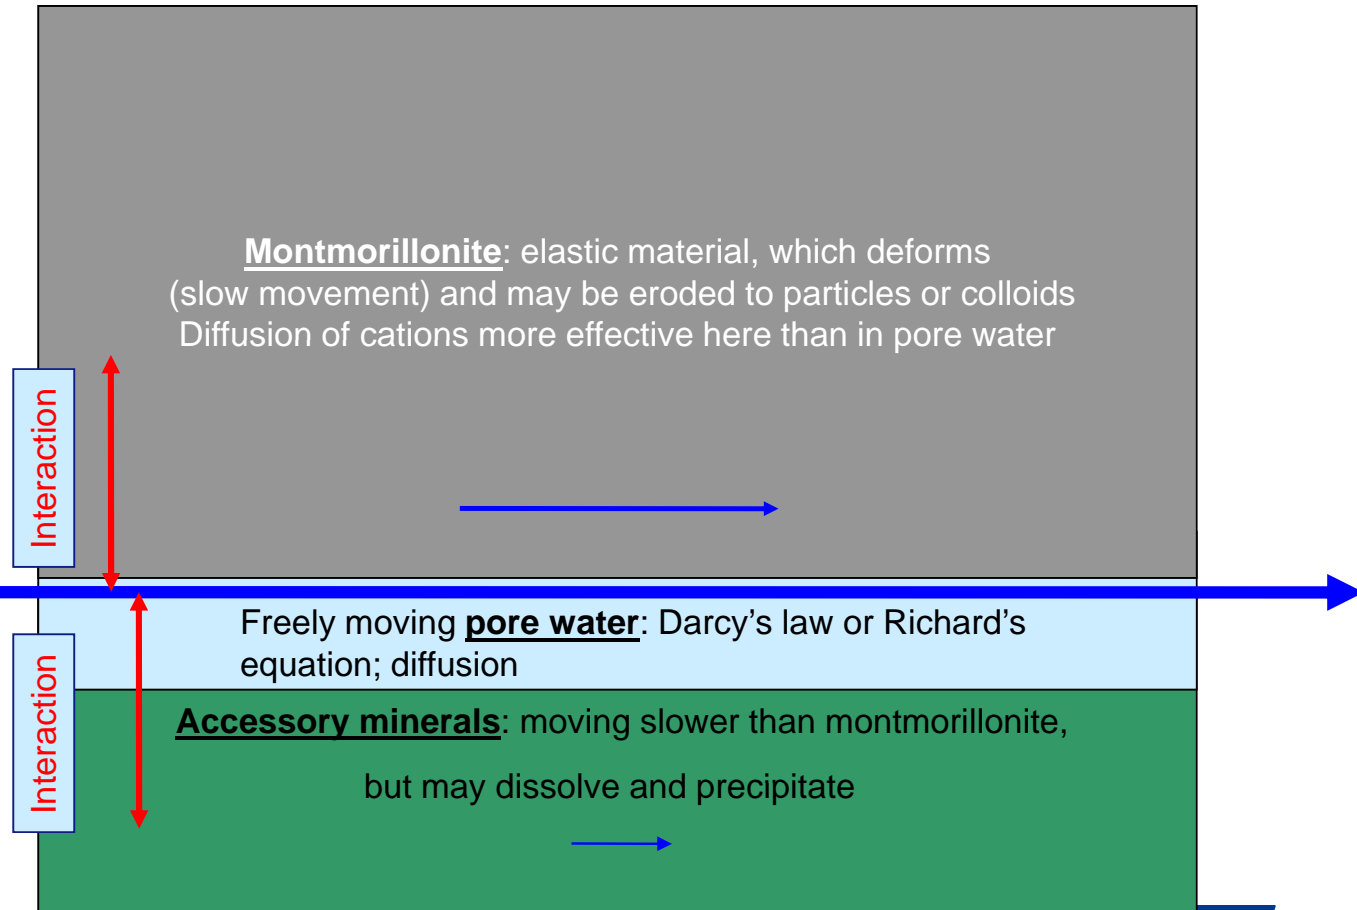 Montmorillonite: elastic material, which deforms
(slow movement) and may be eroded to particles or colloids
Diffusion of cations more effective here than in pore water
Interaction
Freely moving pore water: Darcy's law or Richard's
equation; diffusion
Interaction
Accessory minerals: moving slower than montmorillonite,
but may dissolve and precipitate